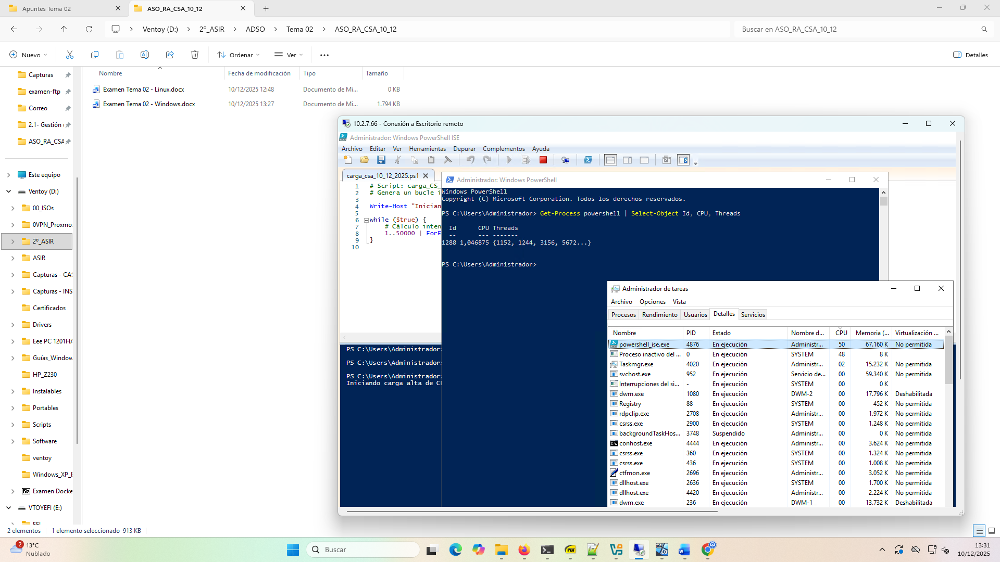 Apuntes Tema 02
ASO_RA_CSA_10_12
Ventoy (D:) > 2º_ASIR > ADSO > Tema 02 > ASO_RA_CSA_10_12
Buscar en ASO_RA_CSA_10_12
Nuevo
Ordenar
Ver
Detalles
Nombre Fecha de modificación Tipo Tamaño
Examen Tema 02 - Linux.docx 10/12/2025 12:48 Documento de Mi... 0 KB
Examen Tema 02 - Windows.docx 10/12/2025 13:27 Documento de Mi... 1.794 KB
Capturas
examen-ftp
Correo
2.1- Gestión
ASO_RA_CSA
Este equipo
Ventoy (D:)
00_ISOs
0VPN_Proxmo
2º_ASIR
ASIR
Capturas - CAS
Capturas - INS
Certificados
Drivers
Eee PC 1201HA
Guías_Window
HP_Z230
Instalables
Portables
Scripts
Software
ventoy
Windows_XP_E
Examen Docke
VTOYEFI (E:)
EFI
2 elementos 1 elemento seleccionado 913 KB
10.2.7.66 - Conexión a Escritorio remoto
Administrador: Windows PowerShell ISE
Archivo Editar Ver Herramientas Depurar Complementos Ayuda
carga_csa_10_12_2025.ps1
1 # Script: carga_CS_
2 # Genera un bucle i
3
4 Write-Host "Inician
5
6 while ($true) {
7 # Cálculo inten
8 1..50000 | ForE
9 }
10
PS C:\Users\Administrador>
PS C:\Users\Administrador>
PS C:\Users\Administrador>
Iniciando carga alta de CP
Administrador: Windows PowerShell
Windows PowerShell
Copyright (C) Microsoft Corporation. Todos los derechos reservados.
PS C:\Users\Administrador> Get-Process powershell | Select-Object Id, CPU, Threads
Id CPU Threads
-- --- -------
1288 1,046875 {1152, 1244, 3156, 5672...}
PS C:\Users\Administrador>
Administrador de tareas
Archivo Opciones Vista
Procesos Rendimiento Usuarios Detalles Servicios
Nombre PID Estado Nombre d... CPU Memoria (... Virtualización ...
powershell_ise.exe 4876 En ejecución Administr... 50 67.160 K No permitida
Proceso inactivo del ... 0 En ejecución SYSTEM 48 8 K
Taskmgr.exe 4020 En ejecución Administr... 02 15.232 K No permitida
svchost.exe 952 En ejecución Servicio de... 00 59.340 K No permitida
Interrupciones del si... - En ejecución SYSTEM 00 0 K
dwm.exe 1080 En ejecución DWM-2 00 17.796 K Deshabilitada
Registry 88 En ejecución SYSTEM 00 452 K No permitida
rdpclip.exe 2708 En ejecución Administr... 00 1.972 K No permitida
csrss.exe 2900 En ejecución SYSTEM 00 1.248 K No permitida
backgroundTaskHos... 3748 Suspendido Administr... 00 0 K No permitida
conhost.exe 4444 En ejecución Administr... 00 3.624 K No permitida
csrss.exe 360 En ejecución SYSTEM 00 1.324 K No permitida
csrss.exe 436 En ejecución SYSTEM 00 1.008 K No permitida
ctfmon.exe 2696 En ejecución Administr... 00 3.052 K No permitida
dllhost.exe 2636 En ejecución SYSTEM 00 1.700 K No permitida
dllhost.exe 4420 En ejecución Administr... 00 2.224 K No permitida
dwm.exe 236 En ejecución DWM-1 00 13.732 K Deshabilitada
2
13°C
Nublado
Buscar
13:31
10/12/2025